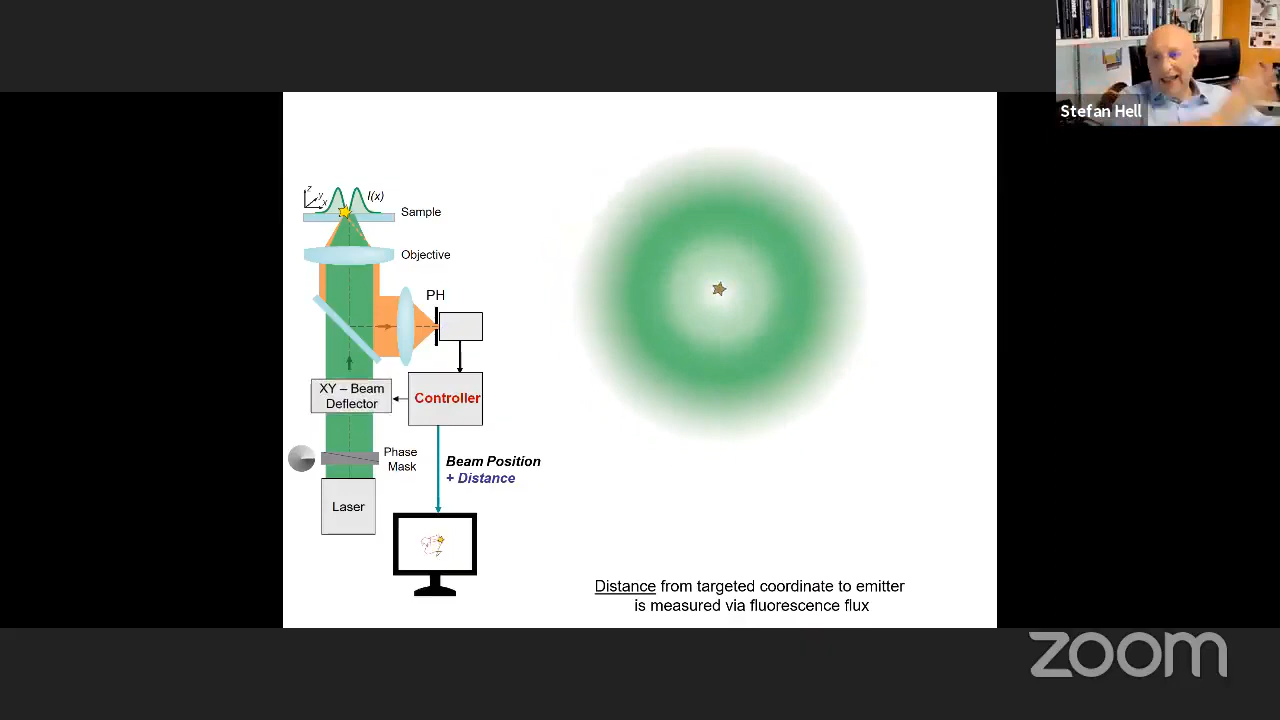 Stefan Hell
z
y
x
I(x)
Sample
Objective
PH
XY – Beam
Deflector
Controller
Phase
Mask
Beam Position
+ Distance
Laser
Distance from targeted coordinate to emitter
is measured via fluorescence flux
zoom